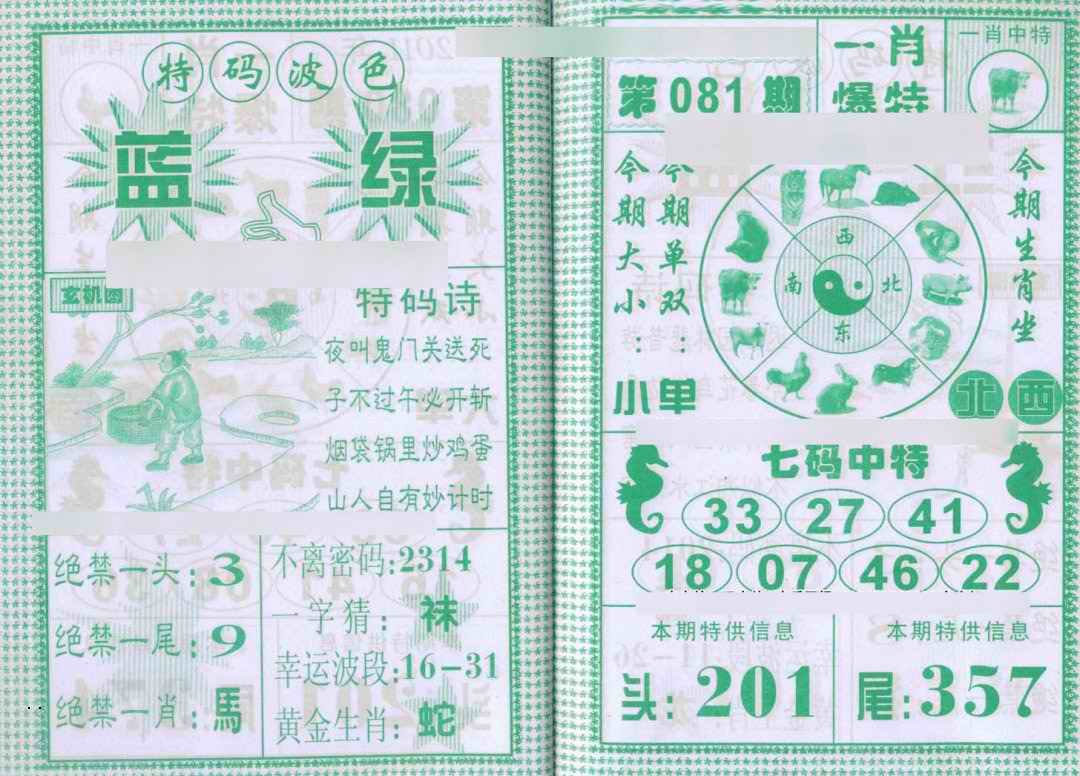 特码波色
蓝 绿
玄机图
特码诗
夜叫鬼门关送死
子不过午必开斩
烟袋锅里炒鸡蛋
山人自有妙计时
绝禁一头:3
绝禁一尾:9
绝禁一肖:馬
不离密码:2314
一字猜:袜
幸运波段:16-31
黄金生肖:蛇
第081期
一肖
爆特
一肖中特
今期大小:
小
今期单双:
单
西
南 北
东
今期生肖坐
北 西
七码中特
33 27 41
18 07 46 22
本期特供信息
头:201
本期特供信息
尾:357